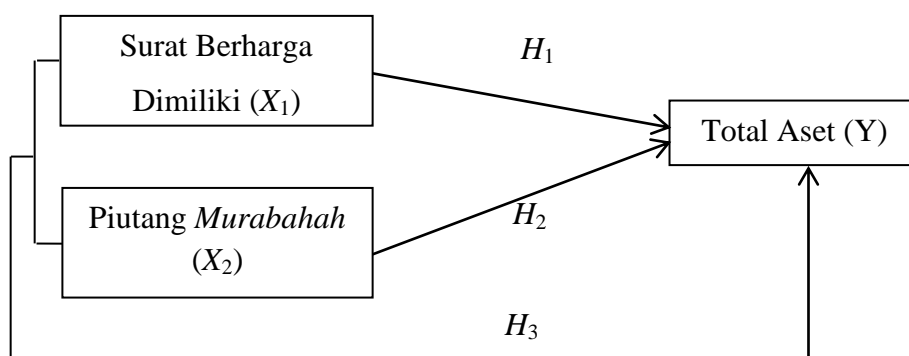 Surat Berharga
Dimiliki (X₁)
H₁
Total Aset (Y)
Piutang Murabahah
(X₂)
H₂
H₃